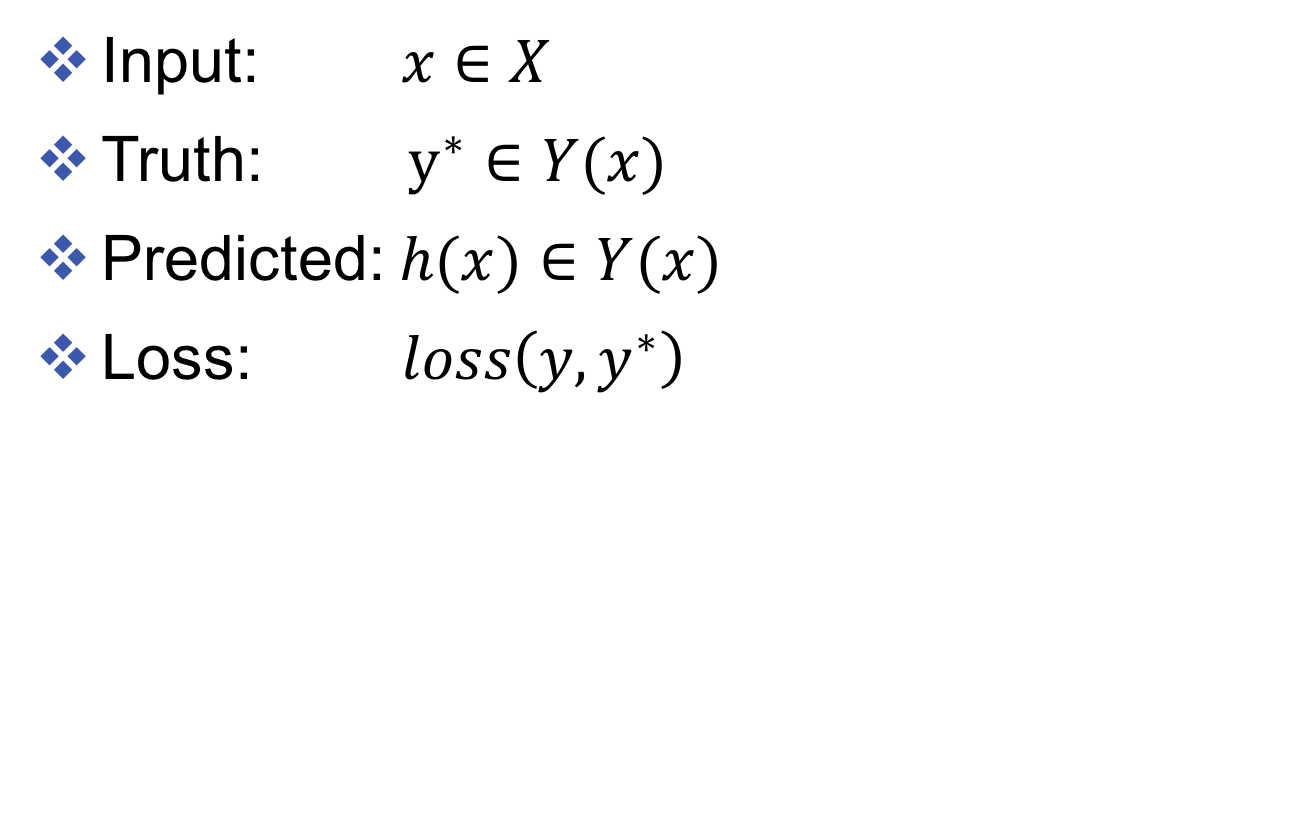 ❖ Input: x ∈ X
❖ Truth: y* ∈ Y(x)
❖ Predicted: h(x) ∈ Y(x)
❖ Loss: loss(y, y*)